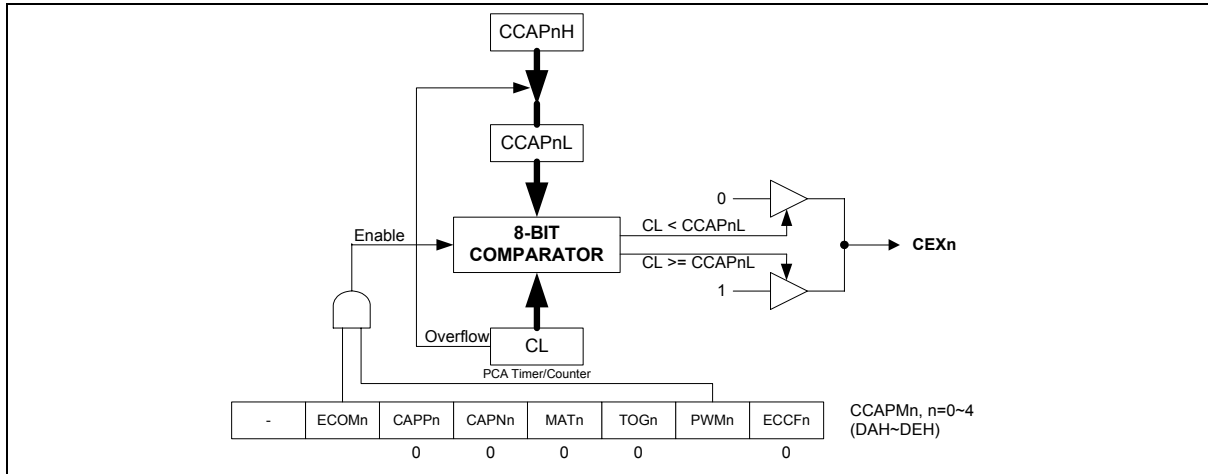 CCAPnH
CCAPnL
0
CL < CCAPnL
Enable
8-BIT
COMPARATOR
CEXn
CL >= CCAPnL
1
Overflow
CL
PCA Timer/Counter
- ECOMn CAPPn CAPNn MATn TOGn PWMn ECCFn
CCAPMn, n=0~4
(DAH~DEH)
0 0 0 0 0